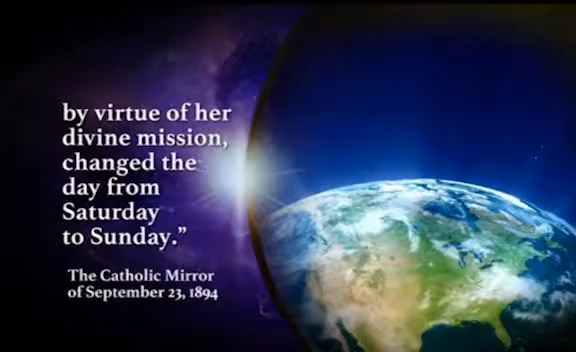 by virtue of her
divine mission,
changed the
day from
Saturday
to Sunday.”
The Catholic Mirror
of September 23, 1894